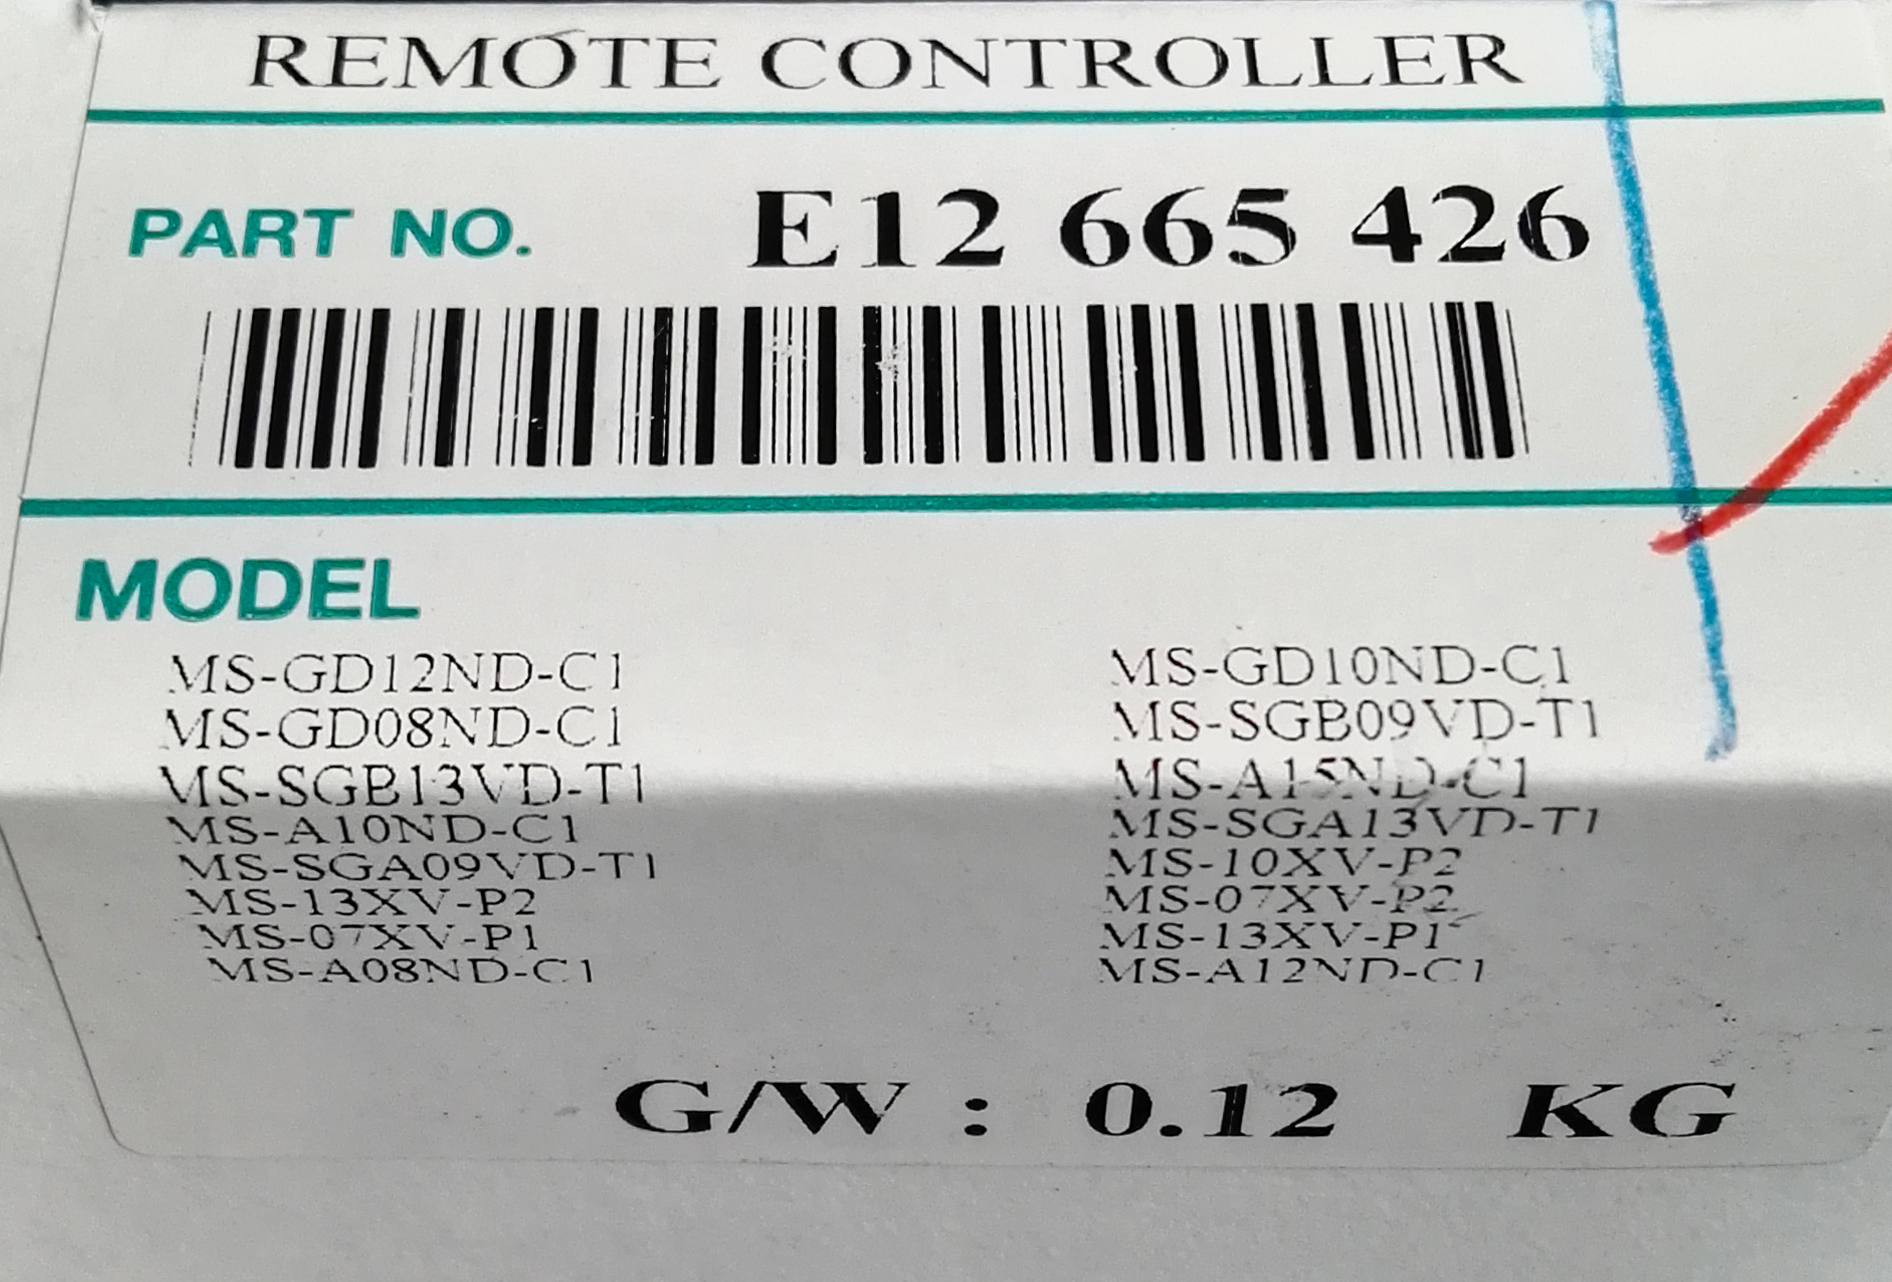 REMOTE CONTROLLER
PART NO. E12 665 426
MODEL
MS-GD12ND-C1 MS-GD10ND-C1
MS-GD08ND-C1 MS-SGB09VD-T1
MS-SGB13VD-T1 MS-A15ND-C1
MS-A10ND-C1 MS-SGA13VD-T1
MS-SGA09VD-T1 MS-10XV-P2
MS-13XV-P2 MS-07XV-P2
MS-07XV-P1 MS-13XV-P1
MS-A08ND-C1 MS-A12ND-C1
G/W : 0.12 KG